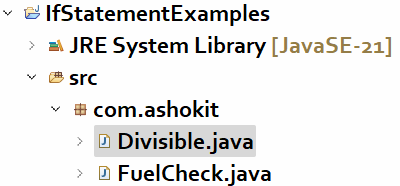 IfStatementExamples
JRE System Library [JavaSE-21]
src
com.ashokit
Divisible.java
FuelCheck.java